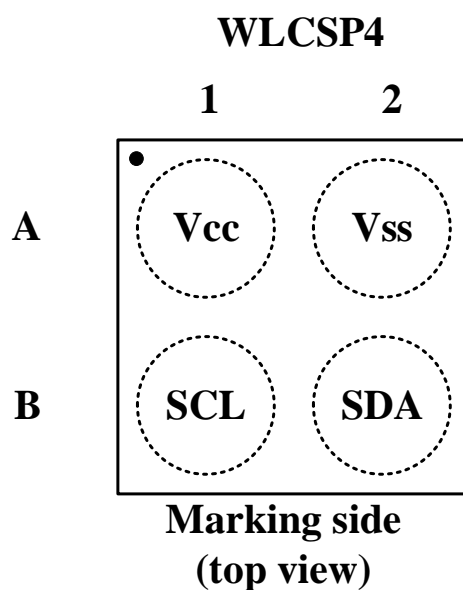 WLCSP4
1 2
A Vcc Vss
B SCL SDA
Marking side
(top view)